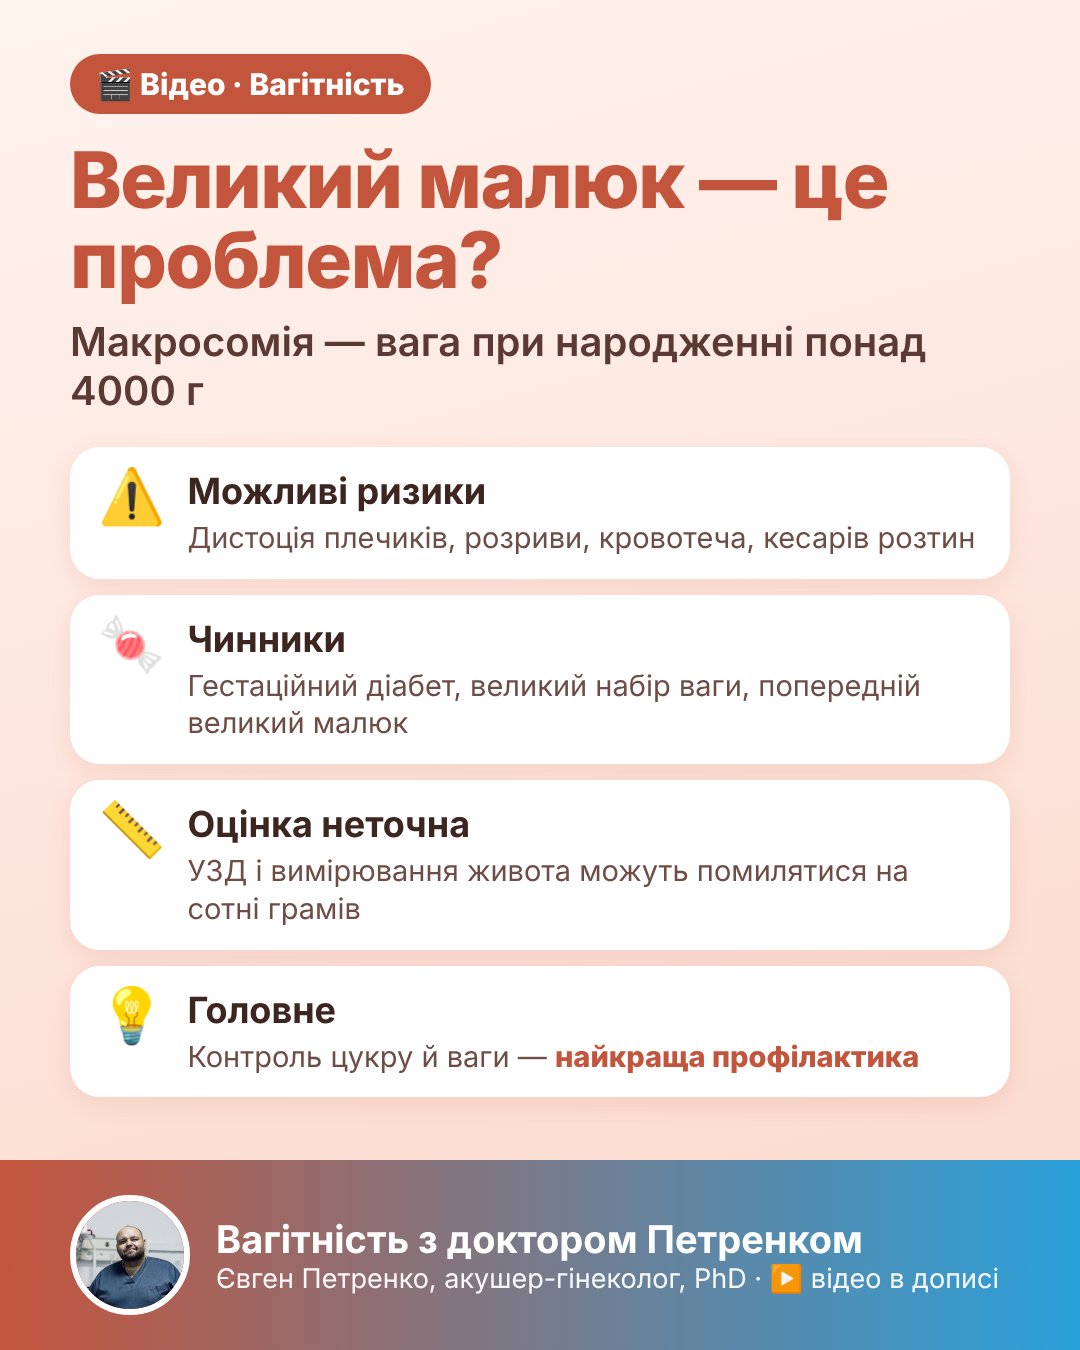 🎬 Відео · Вагітність
Великий малюк — це
проблема?
Макросомія — вага при народженні понад
4000 г
⚠️ Можливі ризики
Дистоція плечиків, розриви, кровотеча, кесарів розтин
🍬 Чинники
Гестаційний діабет, великий набір ваги, попередній
великий малюк
📏 Оцінка неточна
УЗД і вимірювання живота можуть помилятися на
сотні грамів
💡 Головне
Контроль цукру й ваги — найкраща профілактика
Вагітність з доктором Петренком
Євген Петренко, акушер-гінеколог, PhD · ▶️ відео в дописі